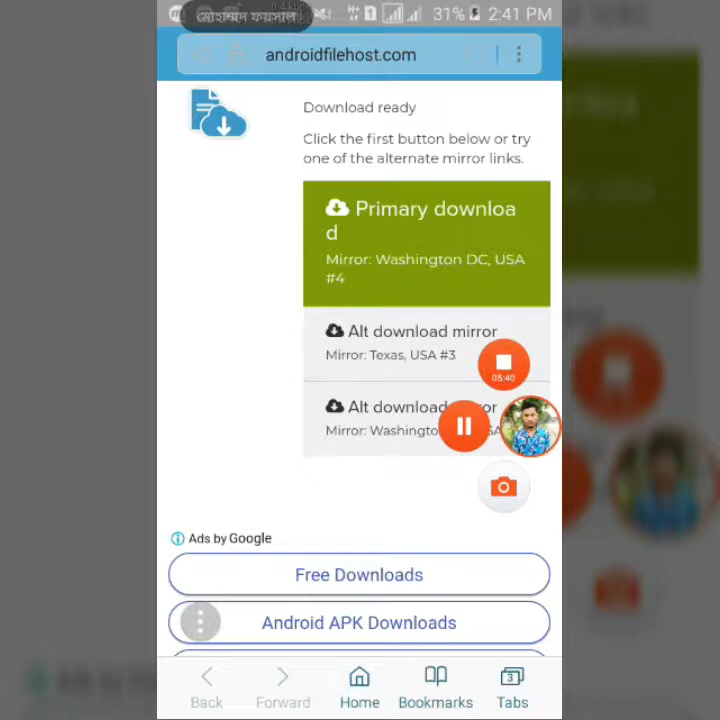 মোহাম্মদ ফয়সাল
31% 2:41 PM
androidfilehost.com
Download ready
Click the first button below or try
one of the alternate mirror links.
Primary downloa
d
Mirror: Washington DC, USA
#4
Alt download mirror
Mirror: Texas, USA #3
05:40
Alt download
Mirror: Washingto
Ads by Google
Free Downloads
Android APK Downloads
3
Back Forward Home Bookmarks Tabs